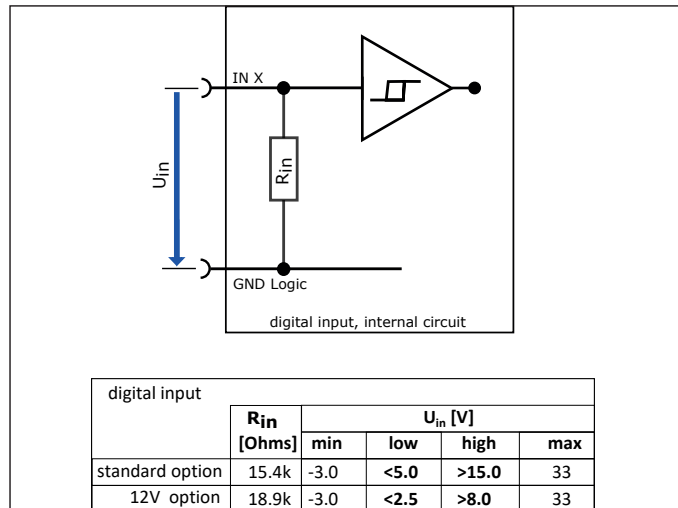 IN X
Uin
Rin
GND Logic
digital input, internal circuit
digital input
Rin Uin [V]
[Ohms] min low high max
standard option 15.4k -3.0 <5.0 >15.0 33
12V option 18.9k -3.0 <2.5 >8.0 33